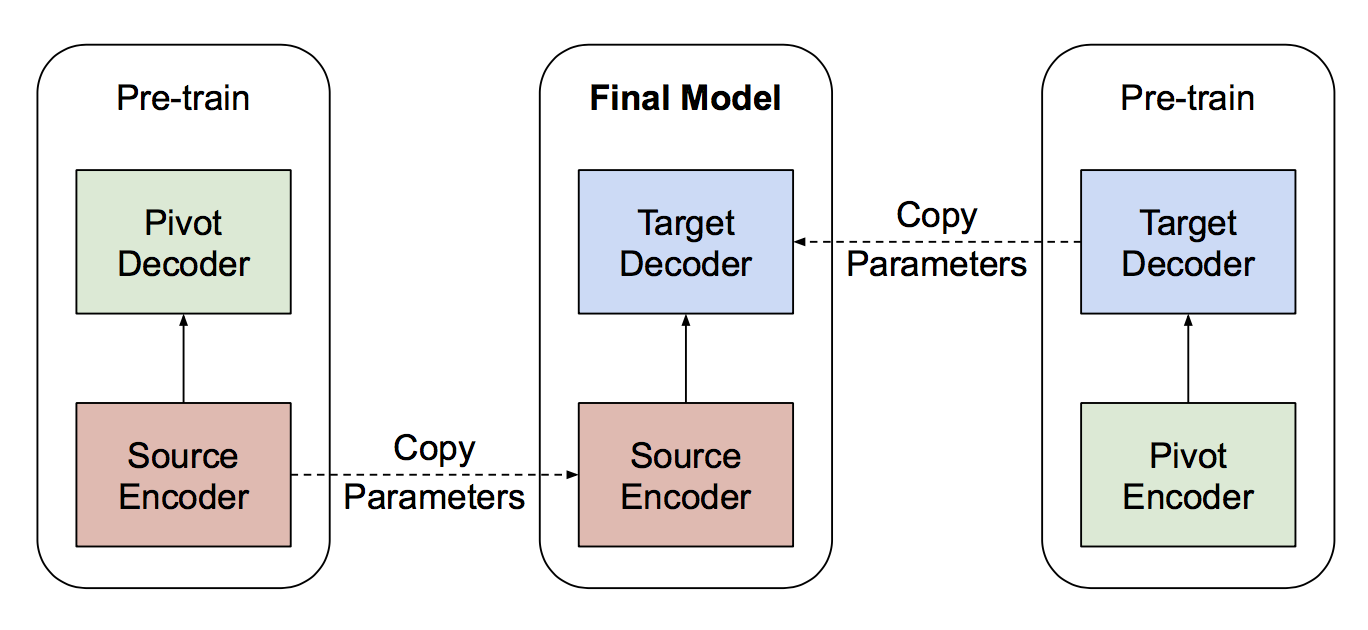 Pre-train
Pivot
Decoder
Source
Encoder
Copy
Parameters
Final Model
Target
Decoder
Source
Encoder
Copy
Parameters
Pre-train
Target
Decoder
Pivot
Encoder